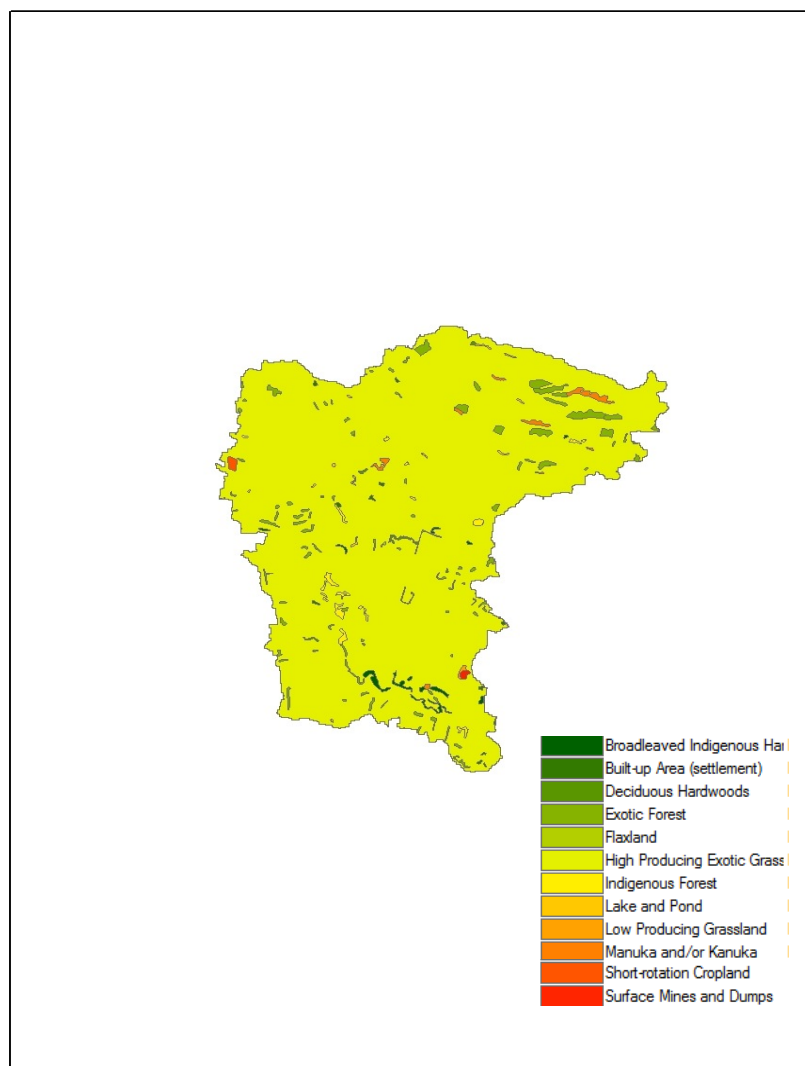 Broadleaved Indigenous Har
Built-up Area (settlement)
Deciduous Hardwoods
Exotic Forest
Flaxland
High Producing Exotic Grass
Indigenous Forest
Lake and Pond
Low Producing Grassland
Manuka and/or Kanuka
Short-rotation Cropland
Surface Mines and Dumps